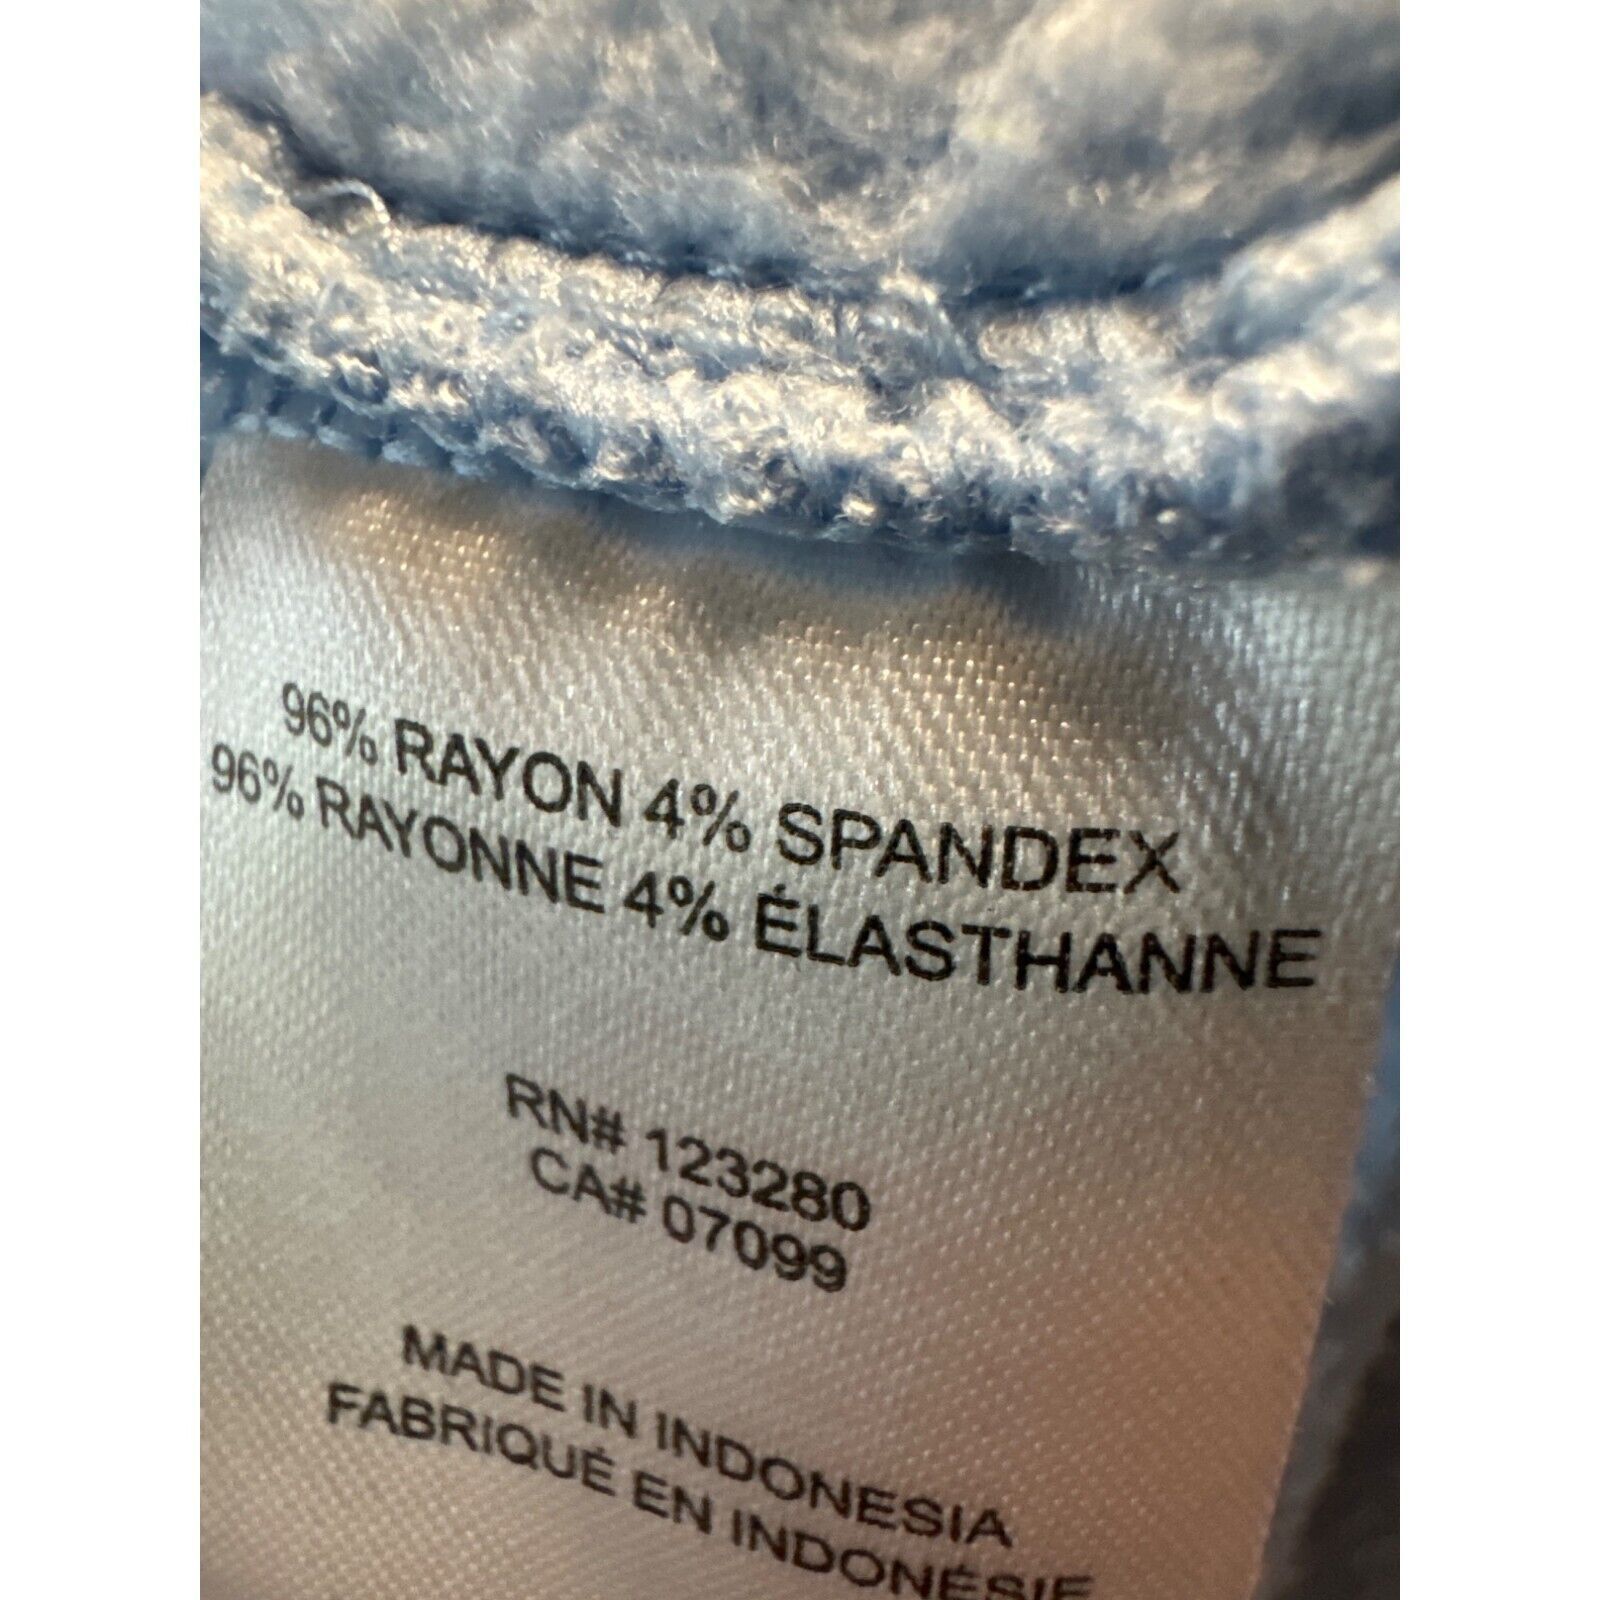 96% RAYON 4% SPANDEX
96% RAYONNE 4% ÉLASTHANNE
RN# 123280
CA# 07099
MADE IN INDONESIA
FABRIQUÉ EN INDONÉSIE